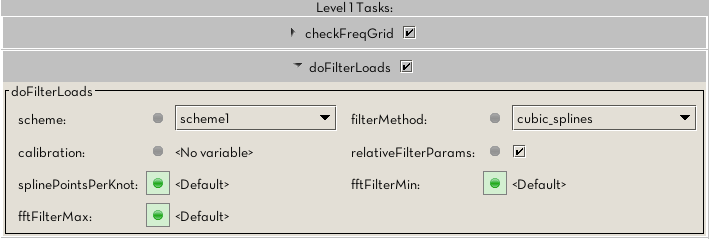 Level 1 Tasks:
checkFreqGrid
doFilterLoads
doFilterLoads
scheme: scheme1 filterMethod: cubic_splines
calibration: <No variable> relativeFilterParams:
splinePointsPerKnot: <Default> fftFilterMin: <Default>
fftFilterMax: <Default>